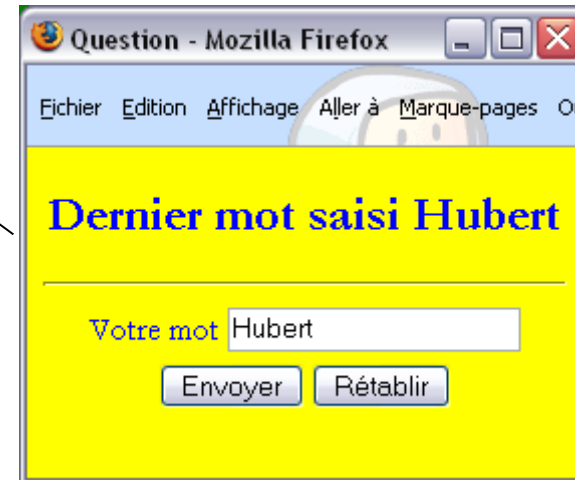 Question - Mozilla Firefox
Fichier Edition Affichage Aller à Marque-pages O
Dernier mot saisi Hubert
Votre mot Hubert
Envoyer Rétablir